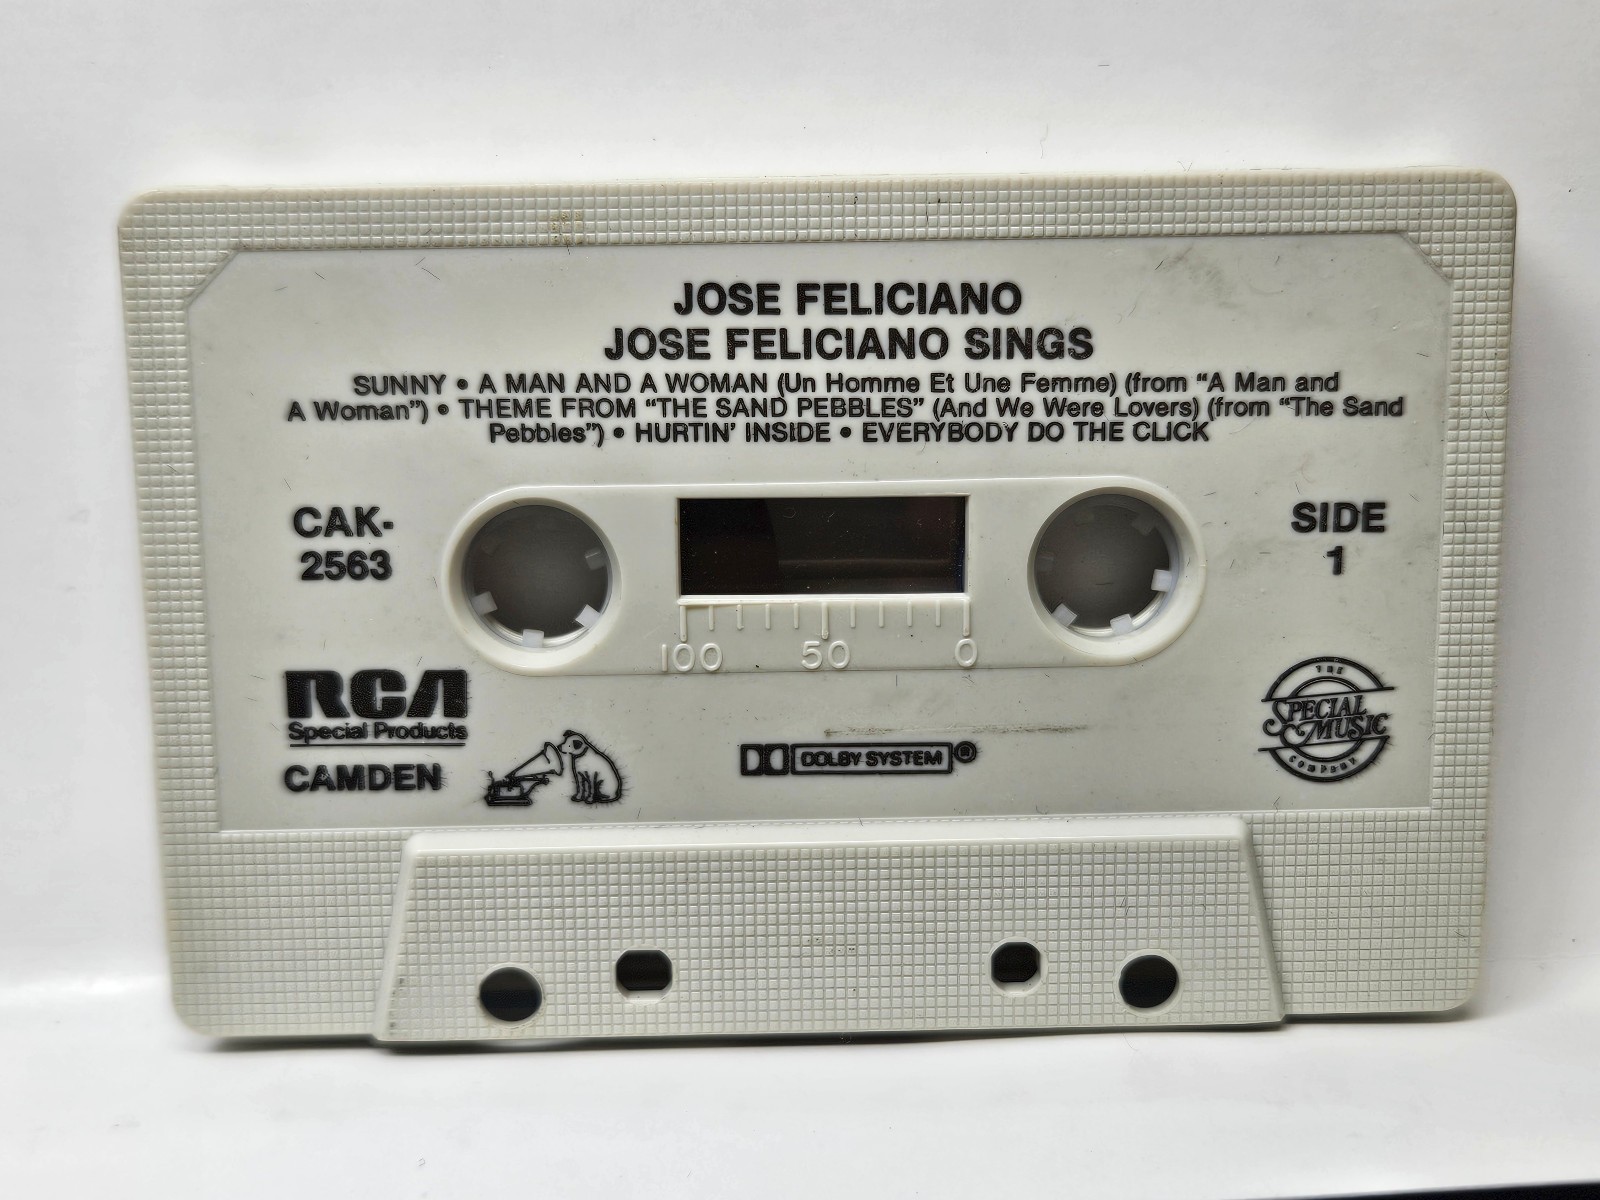 JOSE FELICIANO
JOSE FELICIANO SINGS
SUNNY • A MAN AND A WOMAN (Un Homme Et Une Femme) (from "A Man and
A Woman") • THEME FROM "THE SAND PEBBLES" (And We Were Lovers) (from "The Sand
Pebbles") • HURTIN' INSIDE • EVERYBODY DO THE CLICK
CAK-
2563
SIDE
1
100 50 0
RCA
Special Products
CAMDEN
DOLBY SYSTEM®
THE
SPECIAL
MUSIC
COMPANY